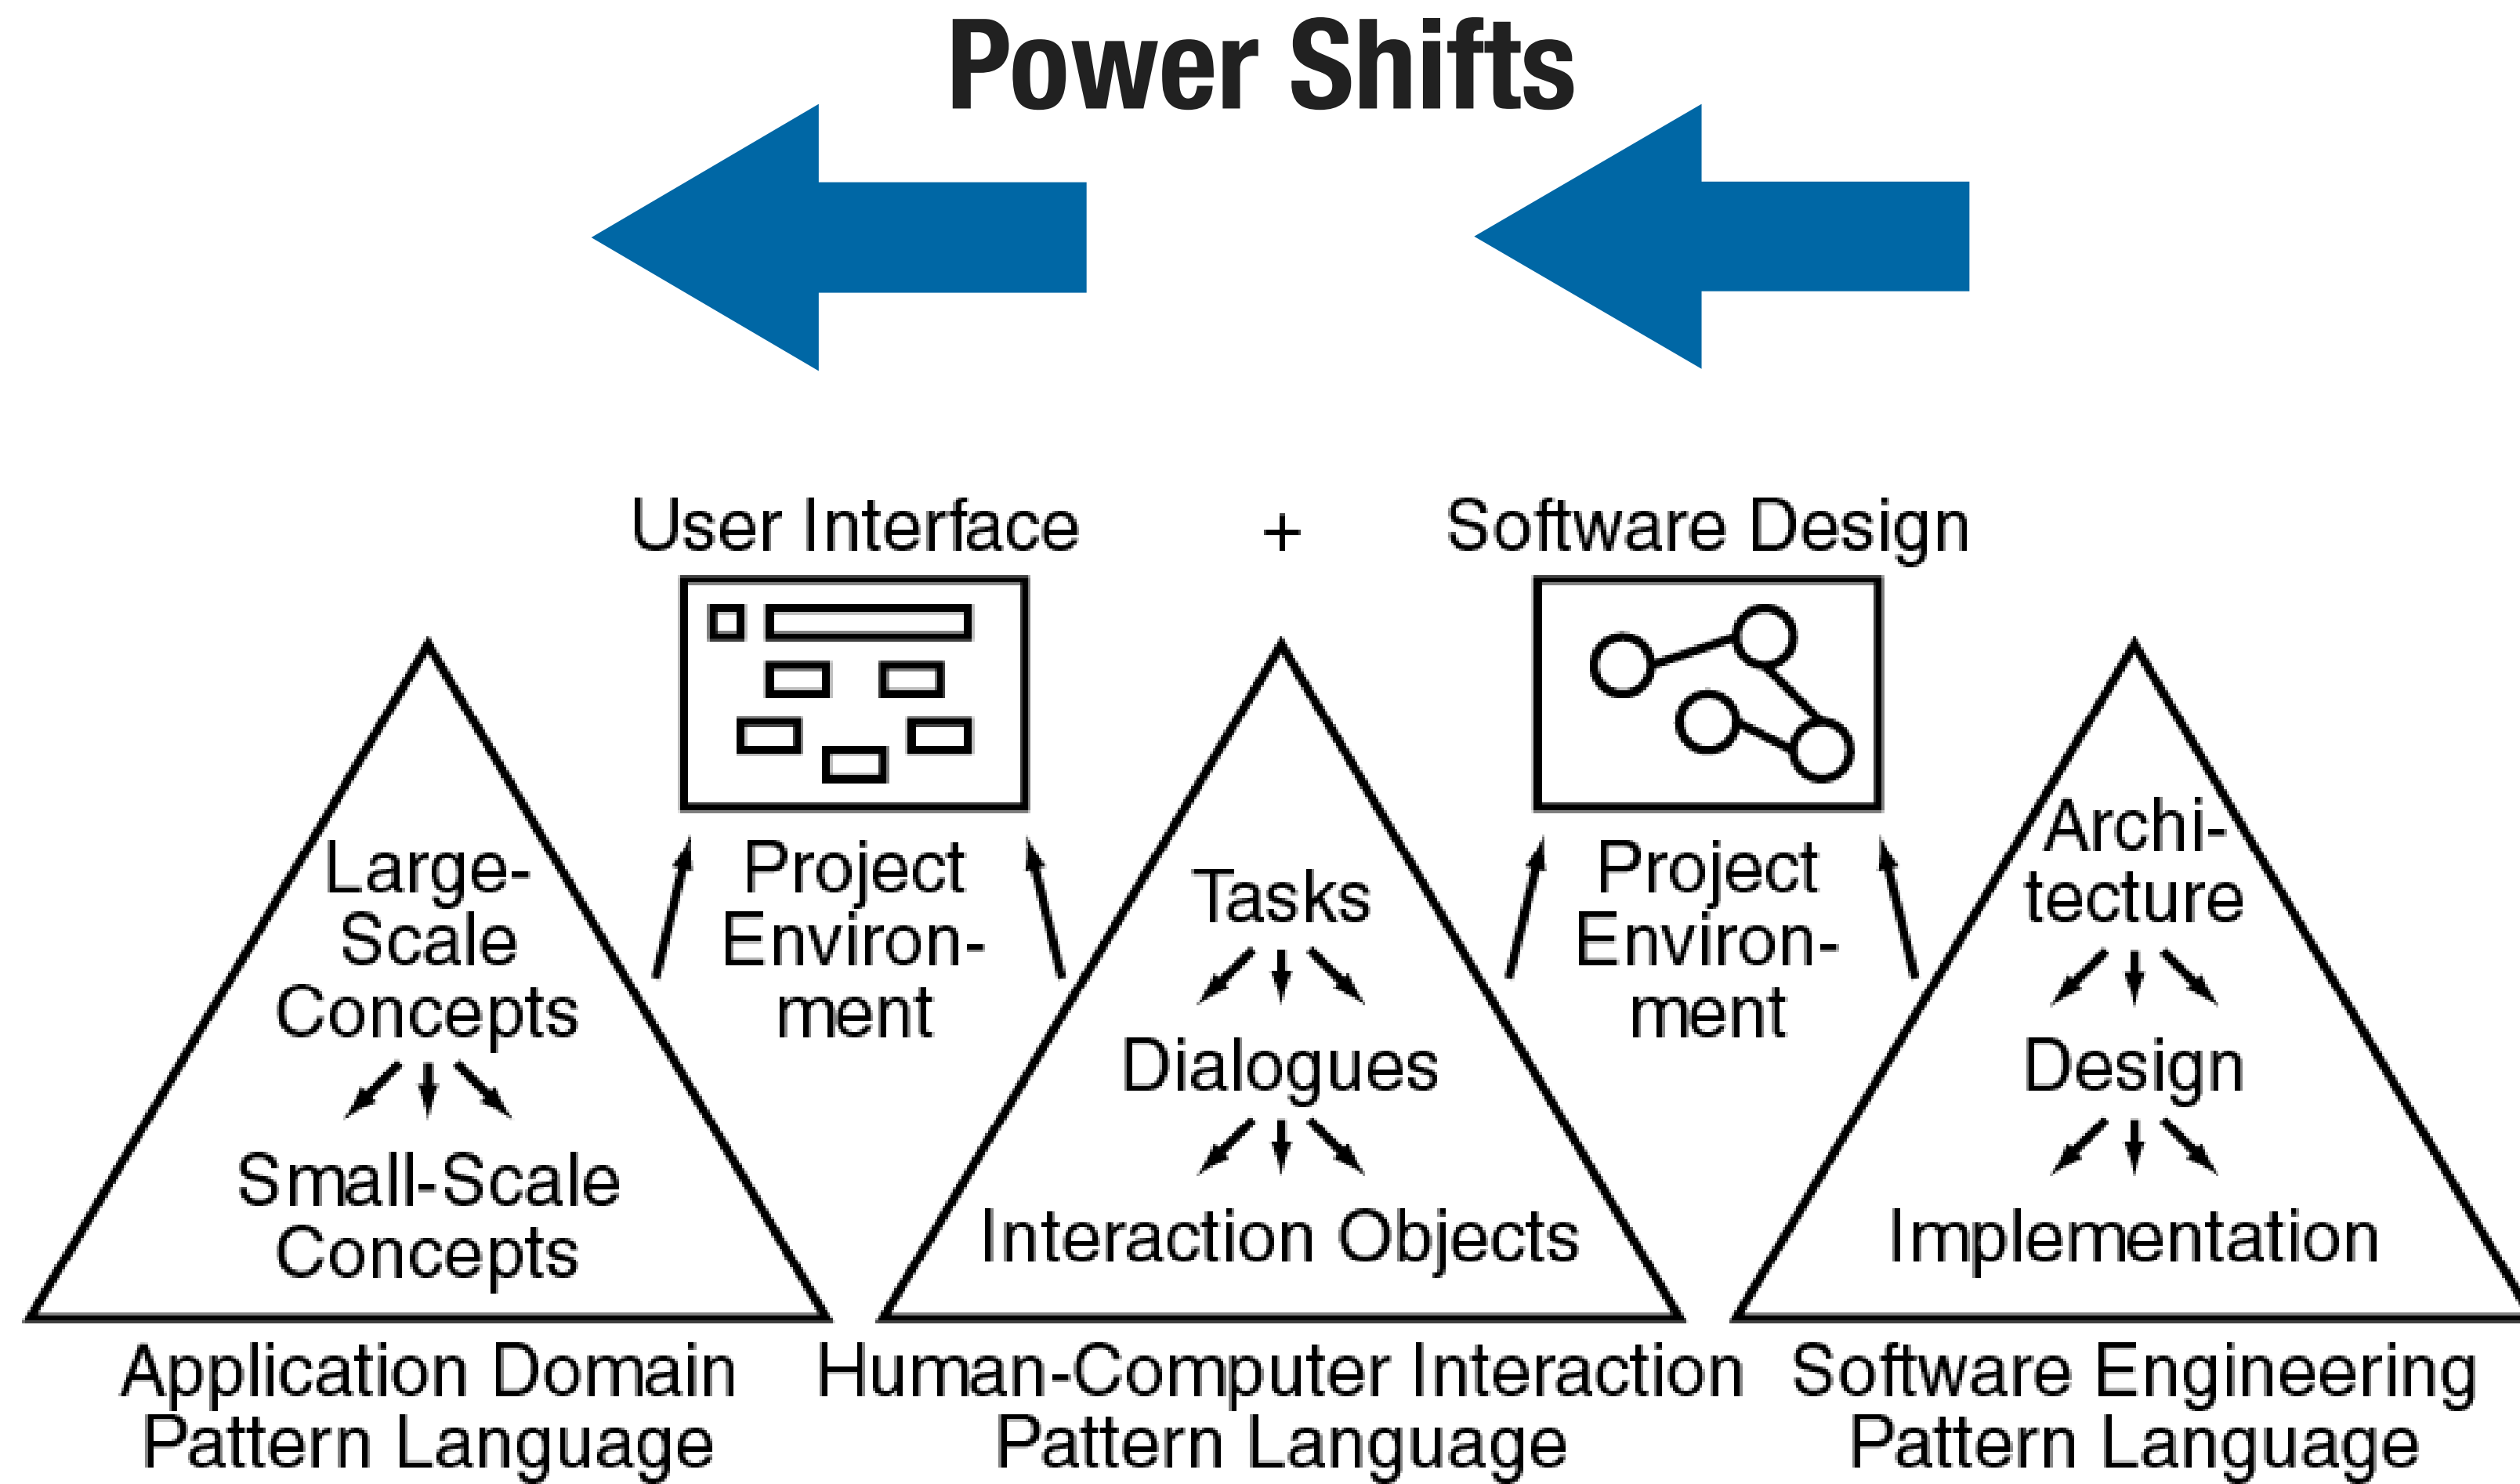 Power Shifts
User Interface
+
Software Design
Large-
Scale
Concepts
Small-Scale
Concepts
Project
Environ-
ment
Tasks
Dialogues
Interaction Objects
Project
Environ-
ment
Archi-
tecture
Design
Implementation
Application Domain
Pattern Language
Human-Computer Interaction
Pattern Language
Software Engineering
Pattern Language